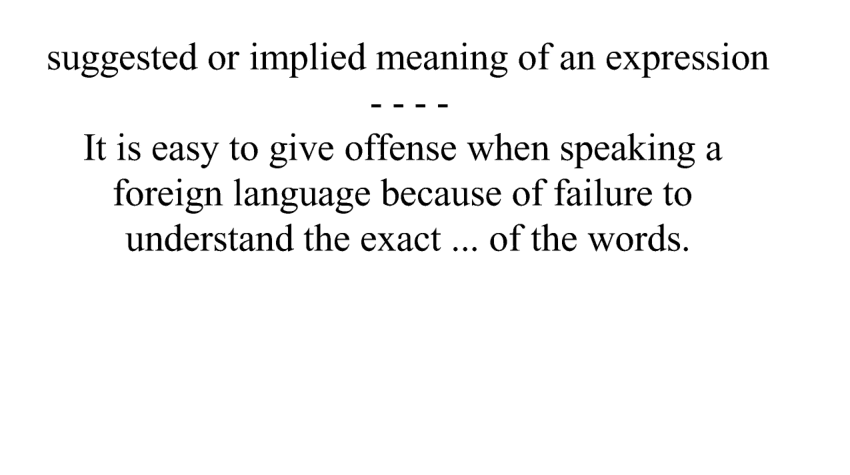 suggested or implied meaning of an expression
- - - -
It is easy to give offense when speaking a
foreign language because of failure to
understand the exact ... of the words.